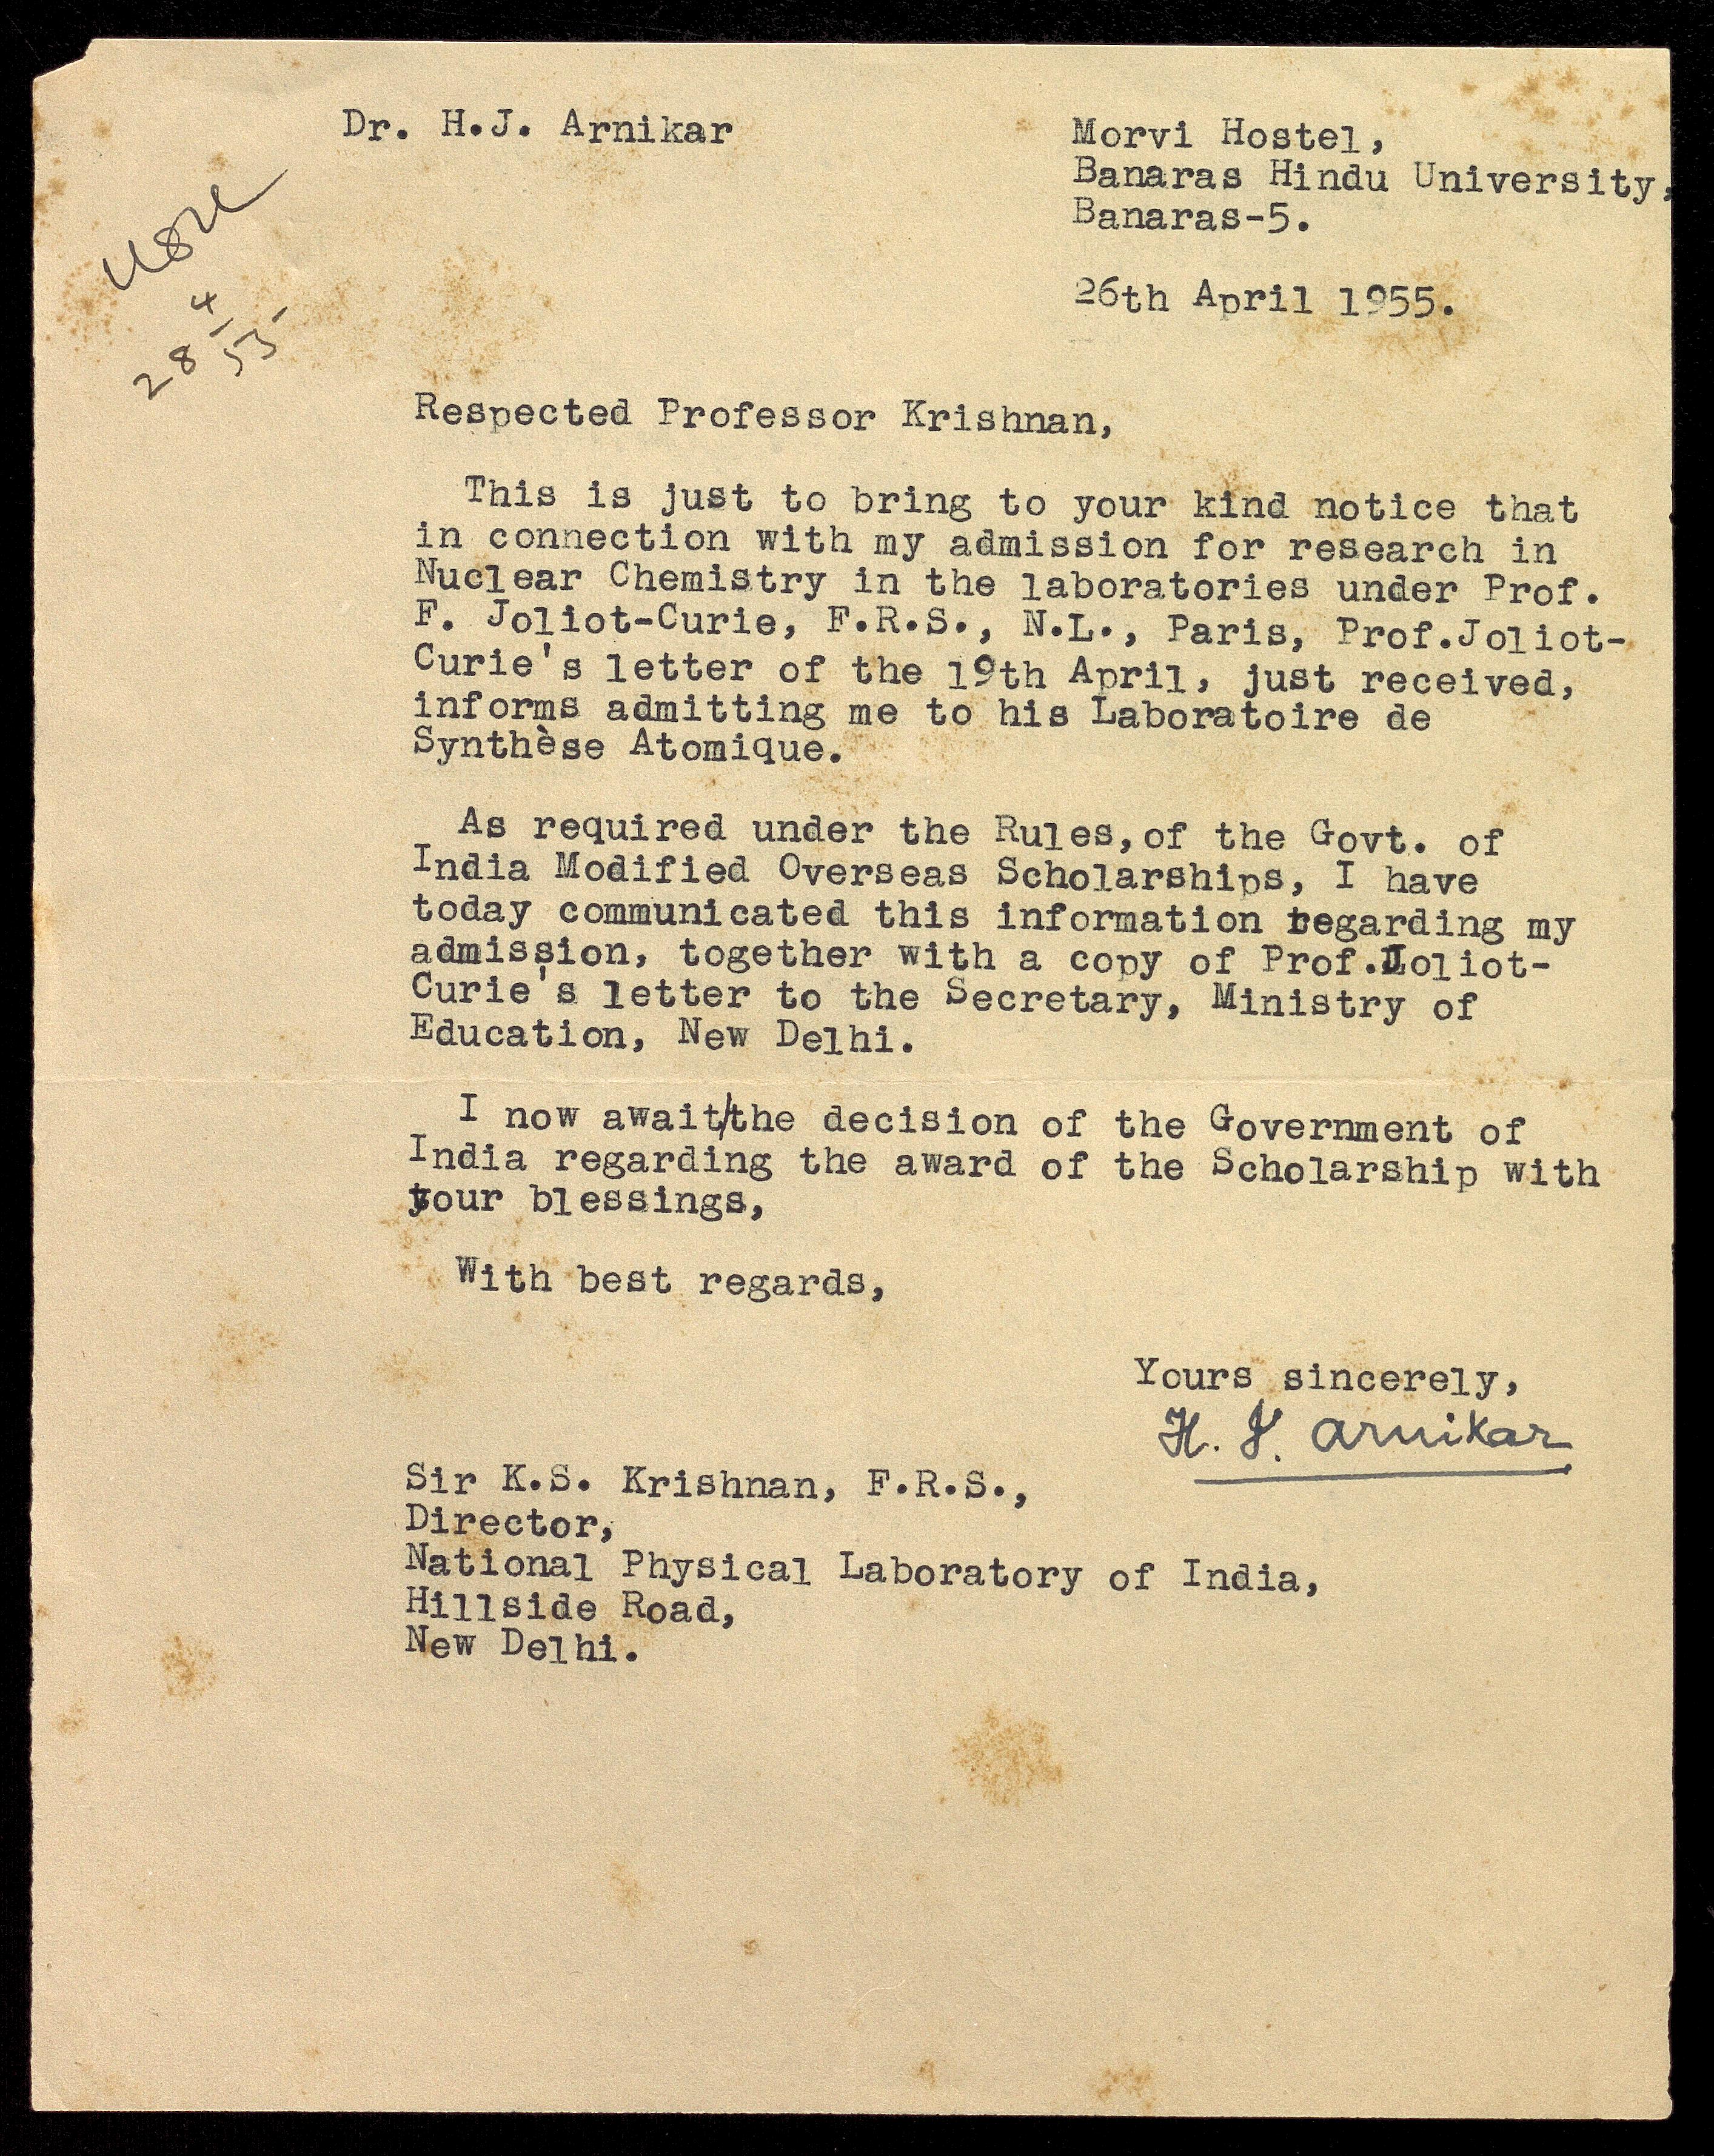 Dr. H.J. Arnikar
Morvi Hostel,
Banaras Hindu University,
Banaras-5.
26th April 1955.
28 4/55
Respected Professor Krishnan,
This is just to bring to your kind notice that
in connection with my admission for research in
Nuclear Chemistry in the laboratories under Prof.
F. Joliot-Curie, F.R.S., N.L., Paris, Prof.Joliot-
Curie's letter of the 19th April, just received,
informs admitting me to his Laboratoire de
Synthèse Atomique.
As required under the Rules,of the Govt. of
India Modified Overseas Scholarships, I have
today communicated this information regarding my
admission, together with a copy of Prof.Joliot-
Curie's letter to the Secretary, Ministry of
Education, New Delhi.
I now await/the decision of the Government of
India regarding the award of the Scholarship with
your blessings,
With best regards,
Yours sincerely,
H. J. Arnikar
Sir K.S. Krishnan, F.R.S.,
Director,
National Physical Laboratory of India,
Hillside Road,
New Delhi.